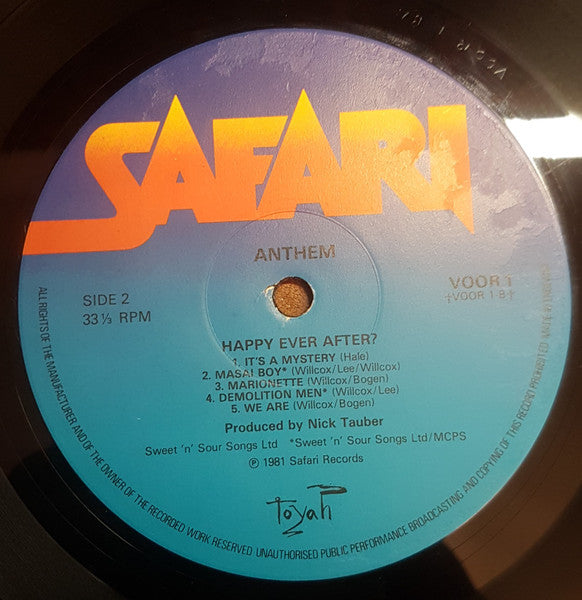 VOOR 1 B1
SAFARI
ANTHEM
SIDE 2
33⅓ RPM
VOOR 1
†VOOR 1-B†
HAPPY EVER AFTER?
1. IT'S A MYSTERY (Hale)
2. MASAI BOY* (Willcox/Lee/Willcox)
3. MARIONETTE (Willcox/Bogen)
4. DEMOLITION MEN* (Willcox/Lee)
5. WE ARE (Willcox/Bogen)
Produced by Nick Tauber
Sweet 'n' Sour Songs Ltd *Sweet 'n' Sour Songs Ltd/MCPS
℗ 1981 Safari Records
toyah
ALL RIGHTS OF THE MANUFACTURER AND OF THE OWNER OF THE RECORDED WORK RESERVED. UNAUTHORISED PUBLIC PERFORMANCE BROADCASTING AND COPYING OF THIS RECORD PROHIBITED